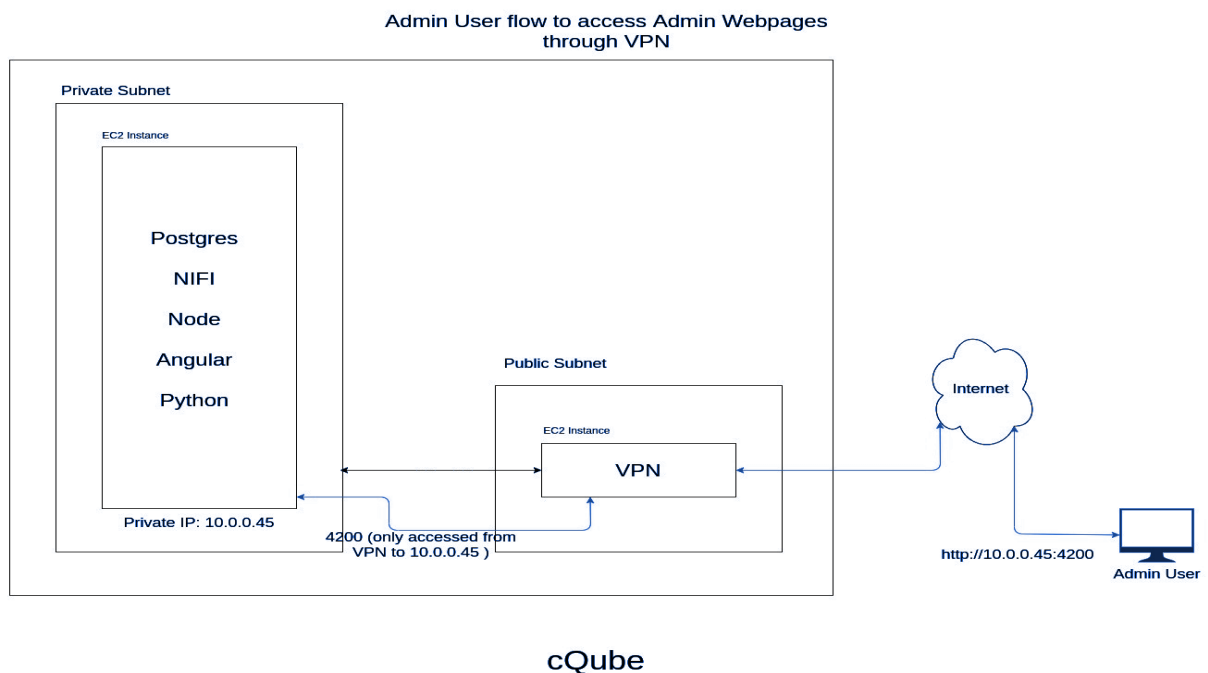 Admin User flow to access Admin Webpages
through VPN
Private Subnet
EC2 Instance
Postgres
NIFI
Node
Angular
Python
Private IP: 10.0.0.45
Public Subnet
EC2 Instance
VPN
4200 (only accessed from
VPN to 10.0.0.45 )
Internet
http://10.0.0.45:4200
Admin User
cQube